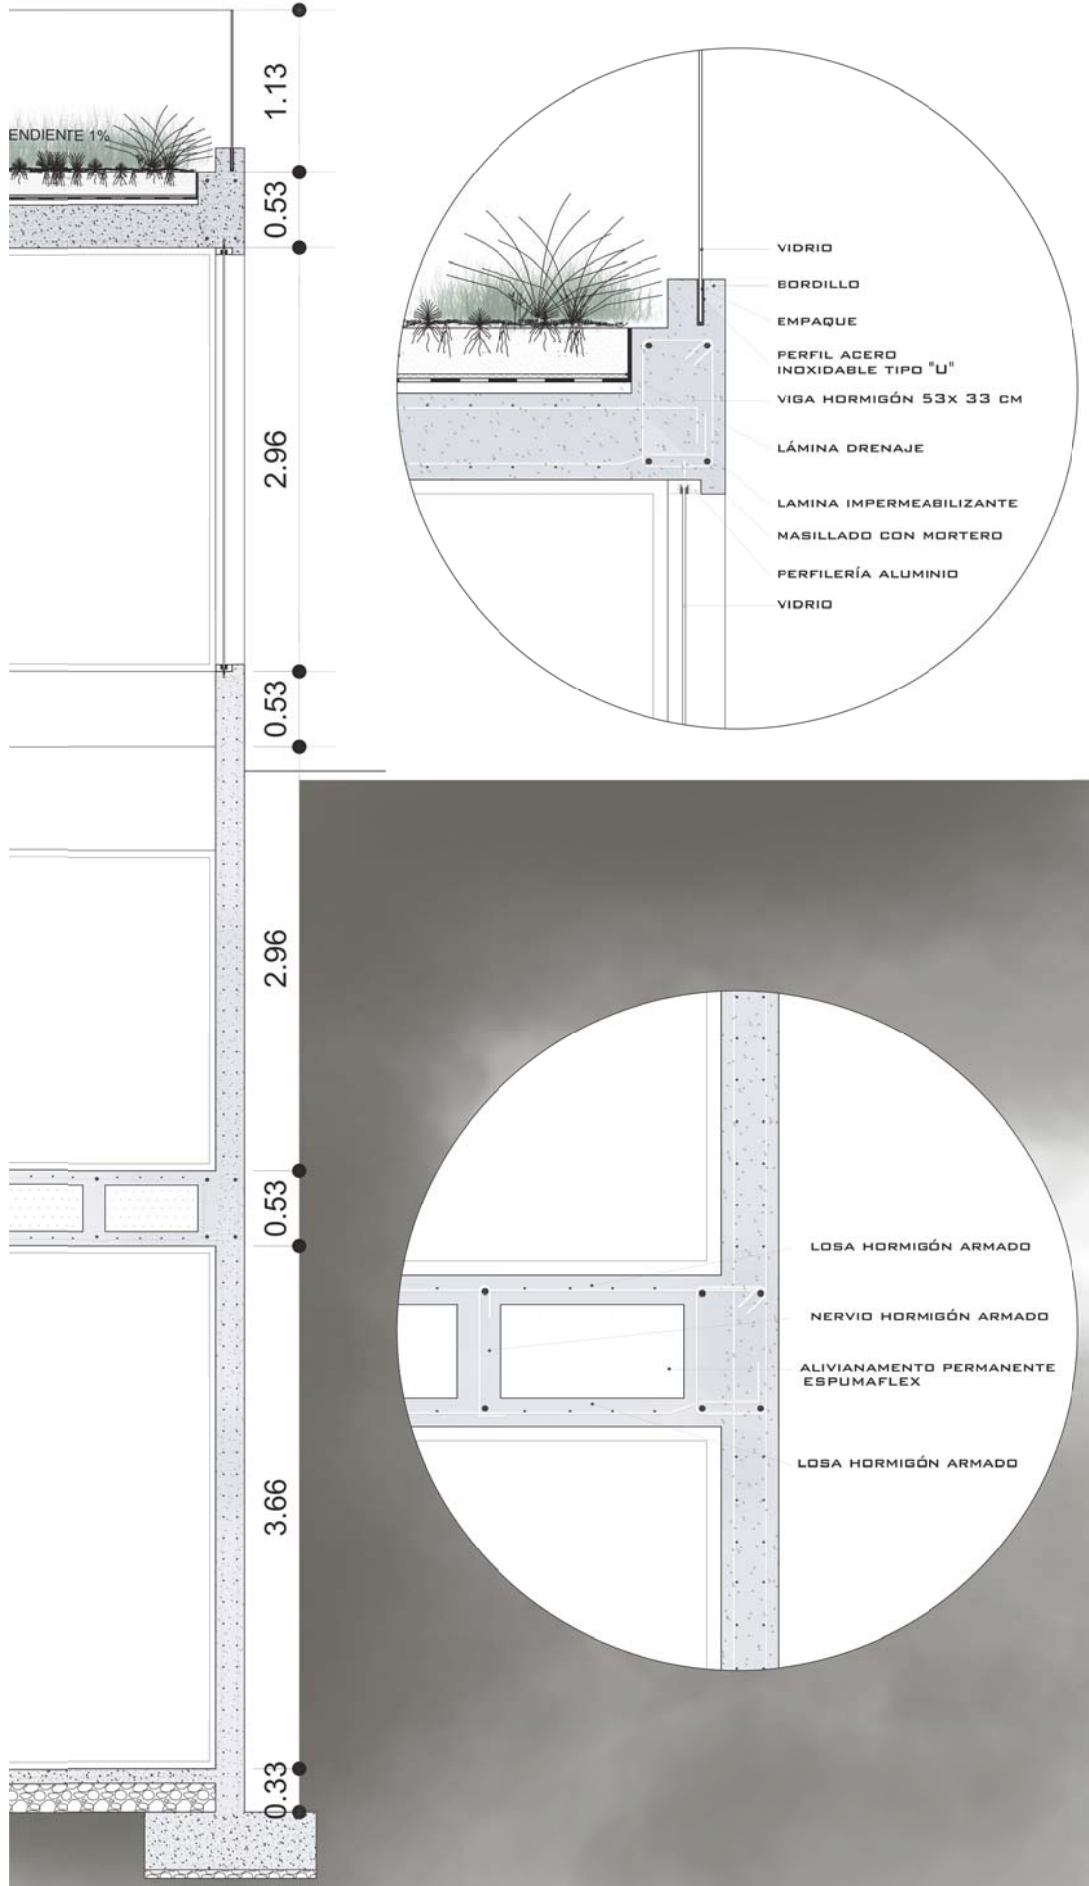 1.13
ENDIENTE 1%
0.53
2.96
0.53
2.96
0.53
3.66
0.33
VIDRIO
BORDILLO
EMPAQUE
PERFIL ACERO
INOXIDABLE TIPO "U"
VIGA HORMIGÓN 53X 33 CM
LÁMINA DRENAJE
LAMINA IMPERMEABILIZANTE
MASILLADO CON MORTERO
PERFILERÍA ALUMINIO
VIDRIO
LOSA HORMIGÓN ARMADO
NERVIO HORMIGÓN ARMADO
ALIVIANAMENTO PERMANENTE
ESPUMAFLEX
LOSA HORMIGÓN ARMADO